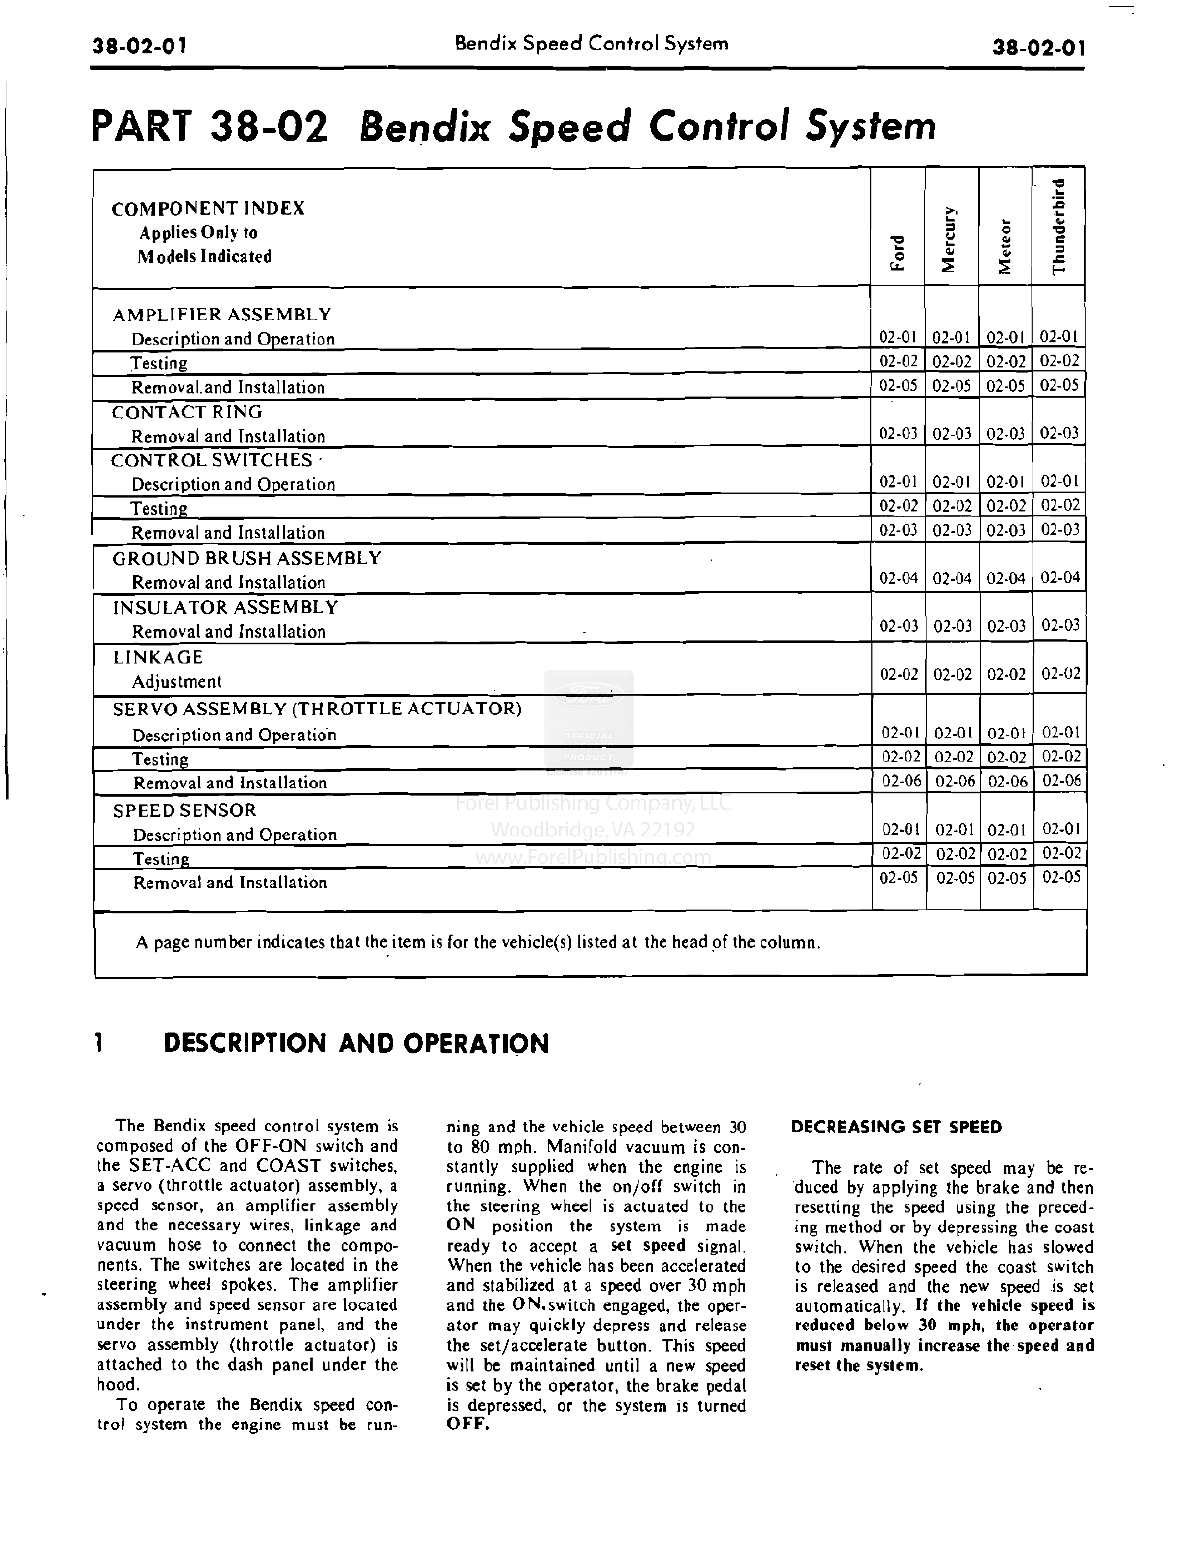 38-02-01 Bendix Speed Control System 38-02-01
PART 38-02 Bendix Speed Control System
COMPONENT INDEX
Applies Only to
Models Indicated
Ford
Mercury
Meteor
Thunderbird
AMPLIFIER ASSEMBLY
Description and Operation 02-01 02-01 02-01 02-01
Testing 02-02 02-02 02-02 02-02
Removal and Installation 02-05 02-05 02-05 02-05
CONTACT RING
Removal and Installation 02-03 02-03 02-03 02-03
CONTROL SWITCHES
Description and Operation 02-01 02-01 02-01 02-01
Testing 02-02 02-02 02-02 02-02
Removal and Installation 02-03 02-03 02-03 02-03
GROUND BRUSH ASSEMBLY
Removal and Installation 02-04 02-04 02-04 02-04
INSULATOR ASSEMBLY
Removal and Installation 02-03 02-03 02-03 02-03
LINKAGE
Adjustment 02-02 02-02 02-02 02-02
SERVO ASSEMBLY (THROTTLE ACTUATOR)
Description and Operation 02-01 02-01 02-01 02-01
Testing 02-02 02-02 02-02 02-02
Removal and Installation 02-06 02-06 02-06 02-06
SPEED SENSOR
Description and Operation 02-01 02-01 02-01 02-01
Testing 02-02 02-02 02-02 02-02
Removal and Installation 02-05 02-05 02-05 02-05
A page number indicates that the item is for the vehicle(s) listed at the head of the column.
Ford
OFFICIAL
PRODUCT
Forel Publishing Company, LLC
Woodbridge, VA 22192
www.ForelPublishing.com
1 DESCRIPTION AND OPERATION
The Bendix speed control system is
composed of the OFF-ON switch and
the SET-ACC and COAST switches,
a servo (throttle actuator) assembly, a
speed sensor, an amplifier assembly
and the necessary wires, linkage and
vacuum hose to connect the compo-
nents. The switches are located in the
steering wheel spokes. The amplifier
assembly and speed sensor are located
under the instrument panel, and the
servo assembly (throttle actuator) is
attached to the dash panel under the
hood.
To operate the Bendix speed con-
trol system the engine must be run-
ning and the vehicle speed between 30
to 80 mph. Manifold vacuum is con-
stantly supplied when the engine is
running. When the on/off switch in
the steering wheel is actuated to the
ON position the system is made
ready to accept a set speed signal.
When the vehicle has been accelerated
and stabilized at a speed over 30 mph
and the ON switch engaged, the oper-
ator may quickly depress and release
the set/accelerate button. This speed
will be maintained until a new speed
is set by the operator, the brake pedal
is depressed, or the system is turned
OFF.
DECREASING SET SPEED
The rate of set speed may be re-
duced by applying the brake and then
resetting the speed using the preced-
ing method or by depressing the coast
switch. When the vehicle has slowed
to the desired speed the coast switch
is released and the new speed is set
automatically. If the vehicle speed is
reduced below 30 mph, the operator
must manually increase the speed and
reset the system.